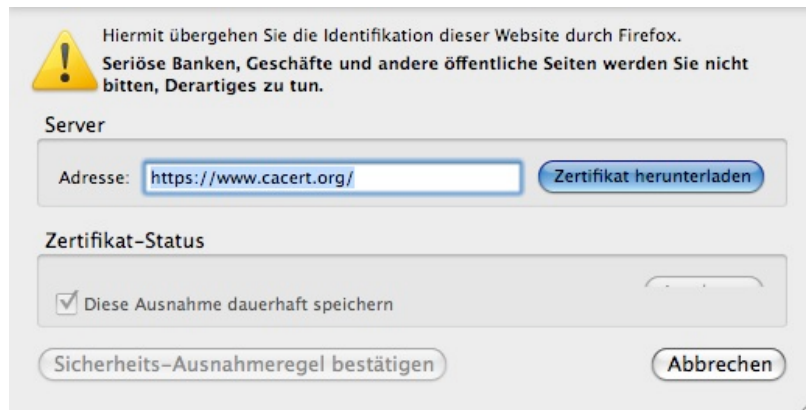 Hiermit übergehen Sie die Identifikation dieser Website durch Firefox.
Seriöse Banken, Geschäfte und andere öffentliche Seiten werden Sie nicht
bitten, Derartiges zu tun.
Server
Adresse: https://www.cacert.org/ Zertifikat herunterladen
Zertifikat-Status
Diese Ausnahme dauerhaft speichern
Sicherheits-Ausnahmeregel bestätigen Abbrechen